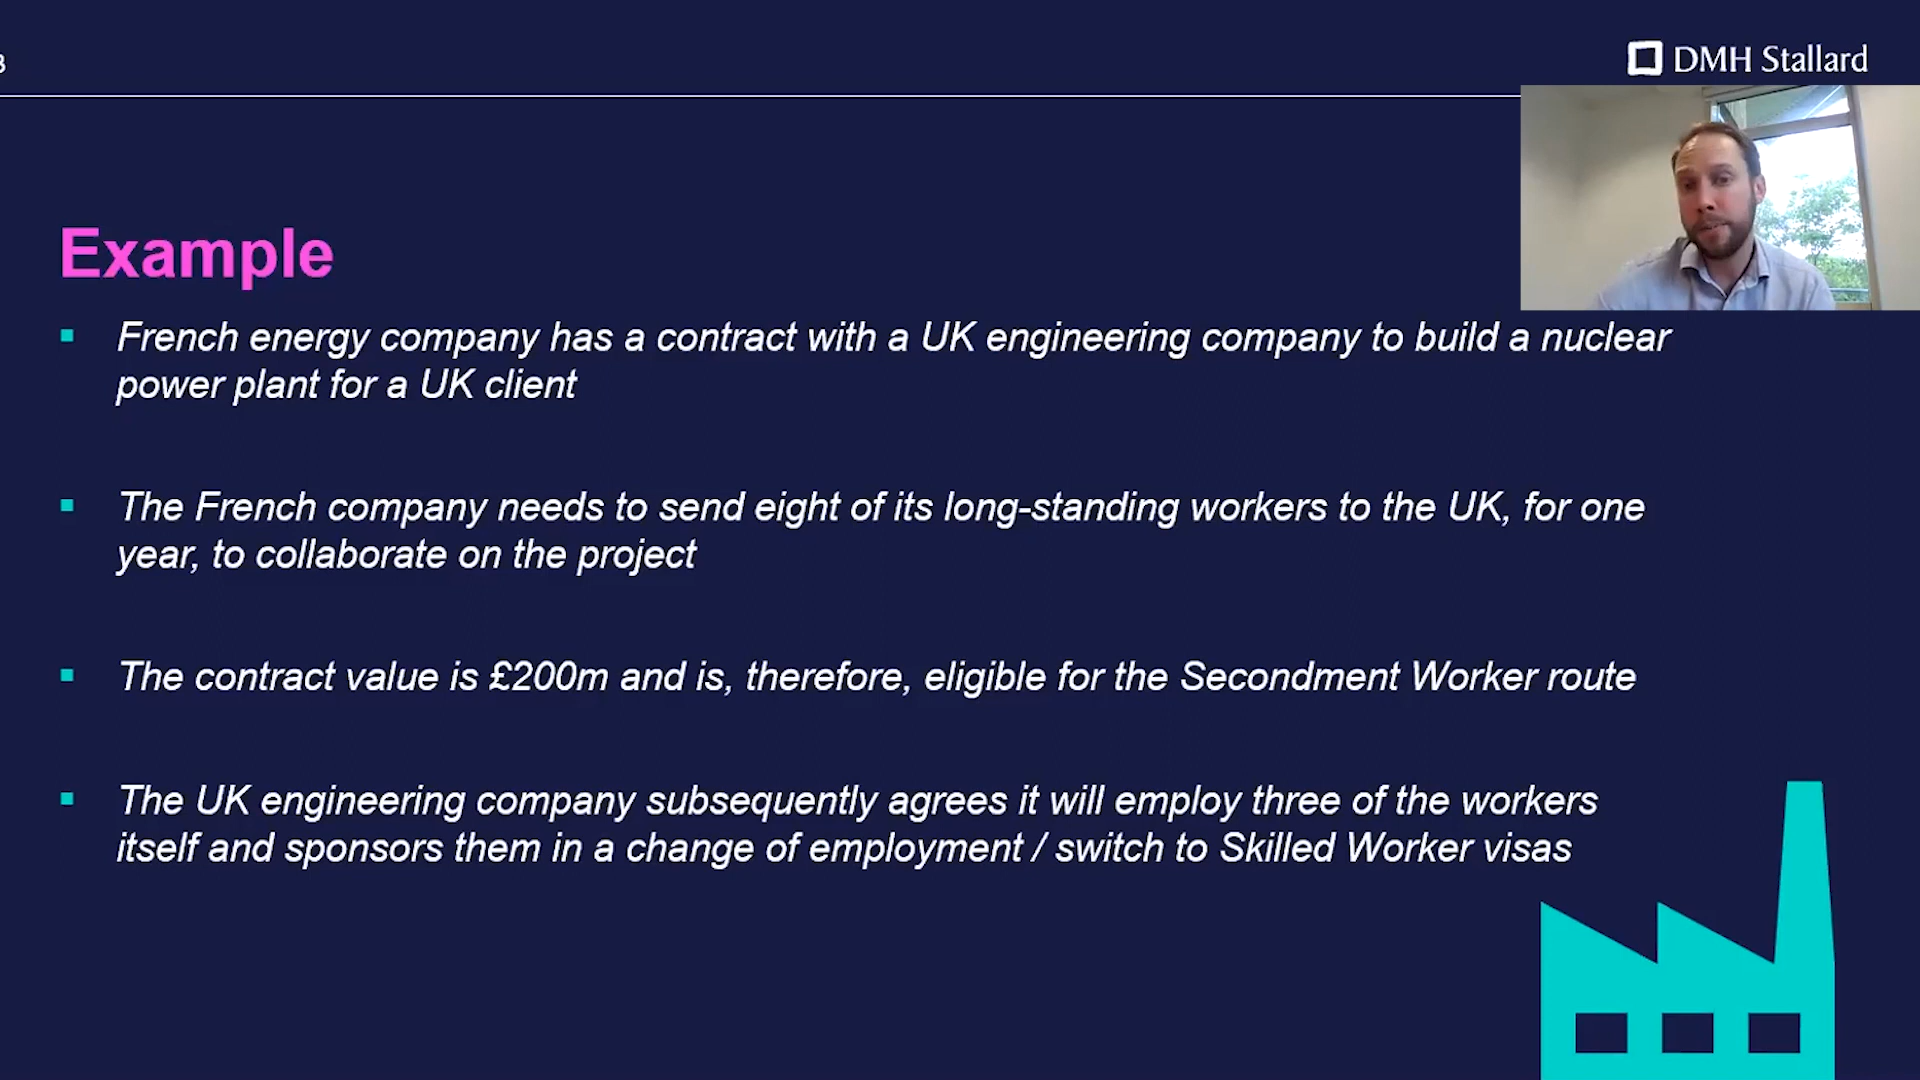 DMH Stallard
Example
French energy company has a contract with a UK engineering company to build a nuclear
power plant for a UK client
The French company needs to send eight of its long-standing workers to the UK, for one
year, to collaborate on the project
The contract value is £200m and is, therefore, eligible for the Secondment Worker route
The UK engineering company subsequently agrees it will employ three of the workers
itself and sponsors them in a change of employment / switch to Skilled Worker visas